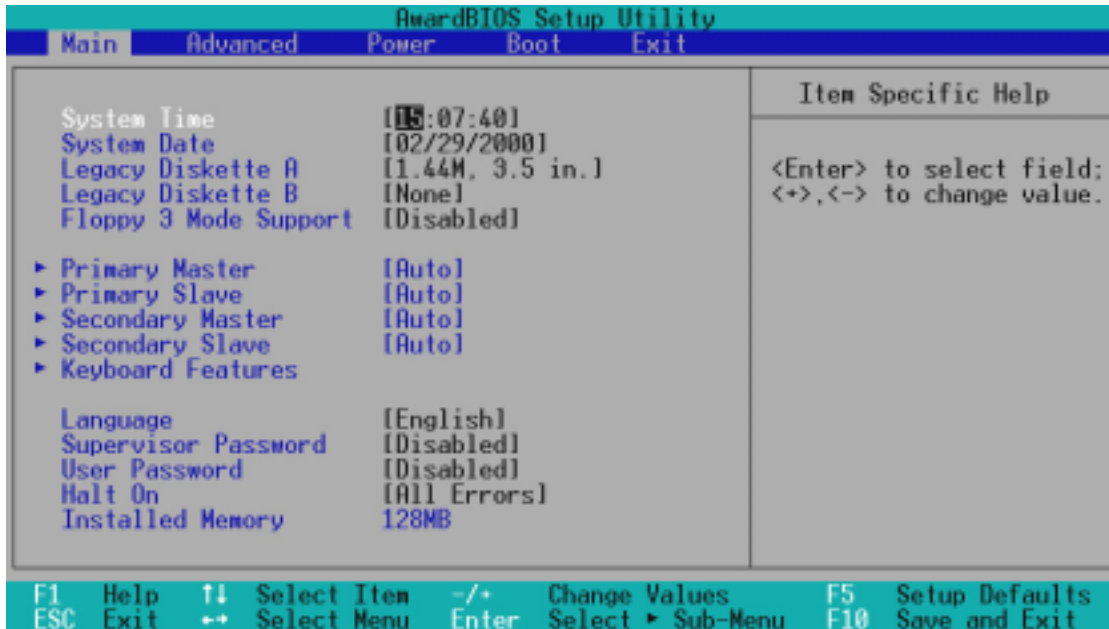 AwardBIOS Setup Utility
Main Advanced Power Boot Exit
Item Specific Help
System Time [15:07:40]
System Date [02/29/2000]
Legacy Diskette A [1.44M, 3.5 in.]
Legacy Diskette B [None]
Floppy 3 Mode Support [Disabled]
<Enter> to select field;
<+>,<-> to change value.
► Primary Master [Auto]
► Primary Slave [Auto]
► Secondary Master [Auto]
► Secondary Slave [Auto]
► Keyboard Features
Language [English]
Supervisor Password [Disabled]
User Password [Disabled]
Halt On [All Errors]
Installed Memory 128MB
F1 Help ↑↓ Select Item -/+ Change Values F5 Setup Defaults
ESC Exit ←→ Select Menu Enter Select ► Sub-Menu F10 Save and Exit